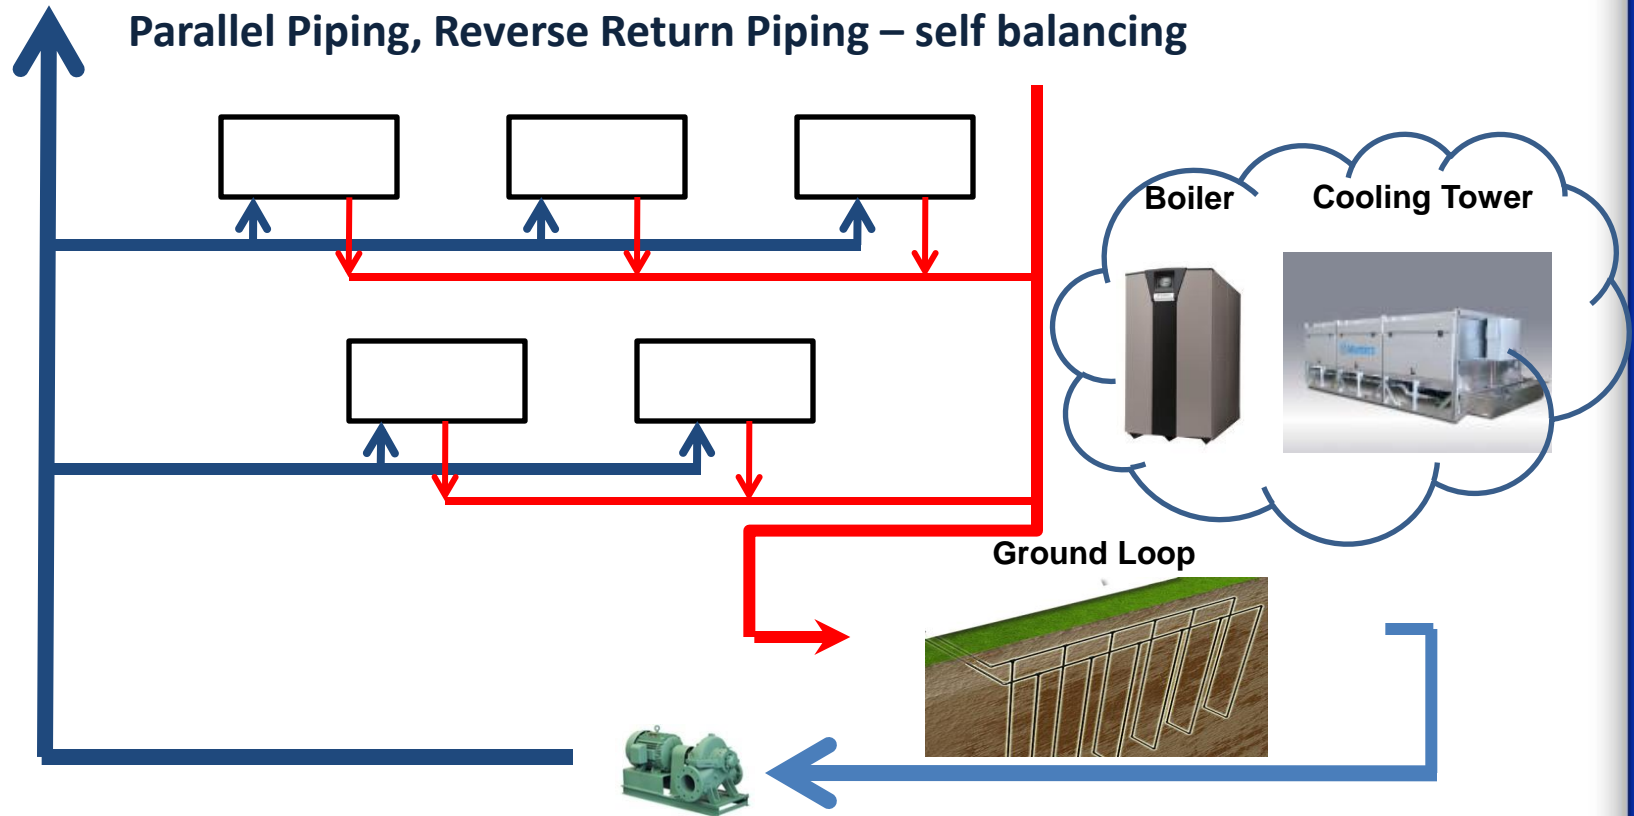 Parallel Piping, Reverse Return Piping – self balancing
Boiler
Cooling Tower
Ground Loop